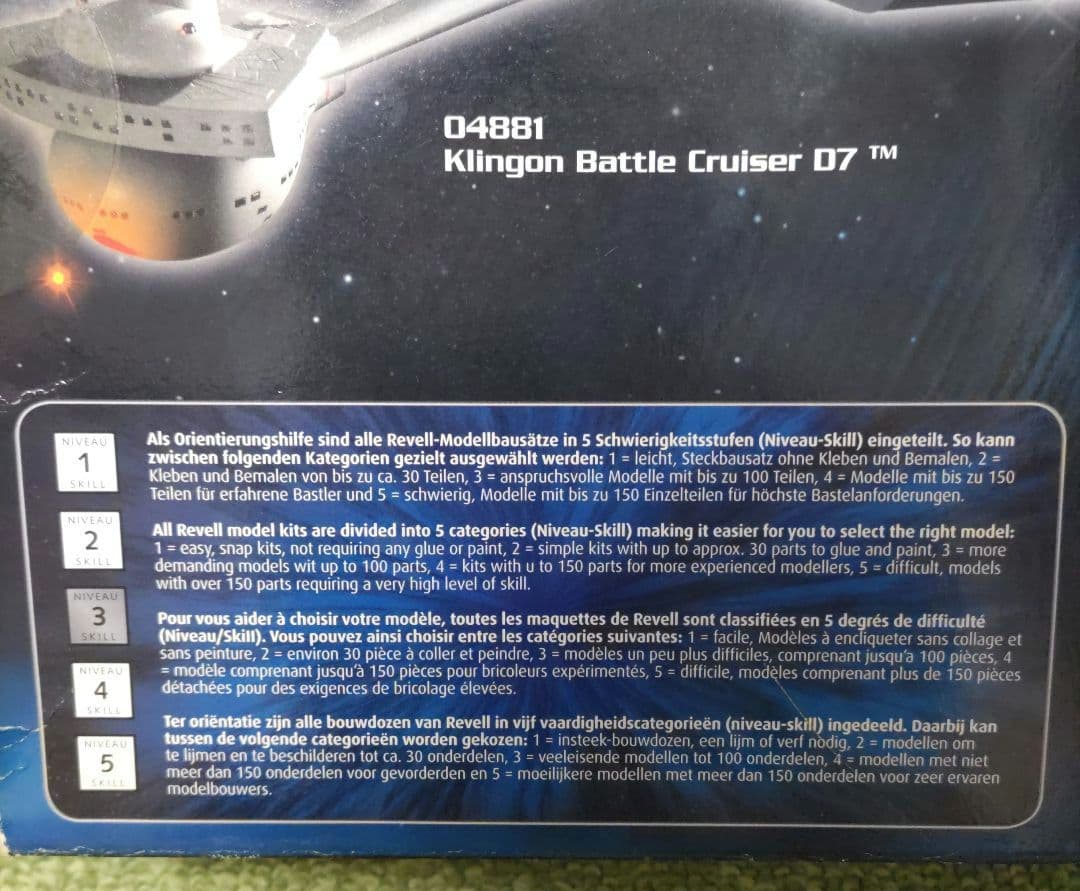 04881
Klingon Battle Cruiser D7 ™
NIVEAU
1
SKILL
Als Orientierungshilfe sind alle Revell-Modellbausätze in 5 Schwierigkeitsstufen (Niveau-Skill) eingeteilt. So kann
zwischen folgenden Kategorien gezielt ausgewählt werden: 1 = leicht, Steckbausatz ohne Kleben und Bemalen, 2 =
Kleben und Bemalen von bis zu ca. 30 Teilen, 3 = anspruchsvolle Modelle mit bis zu 100 Teilen, 4 = Modelle mit bis zu 150
Teilen für erfahrene Bastler und 5 = schwierig, Modelle mit bis zu 150 Einzelteilen für höchste Bastelanforderungen.
NIVEAU
2
SKILL
All Revell model kits are divided into 5 categories (Niveau-Skill) making it easier for you to select the right model:
1 = easy, snap kits, not requiring any glue or paint, 2 = simple kits with up to approx. 30 parts to glue and paint, 3 = more
demanding models wit up to 100 parts, 4 = kits with u to 150 parts for more experienced modellers, 5 = difficult, models
with over 150 parts requiring a very high level of skill.
NIVEAU
3
SKILL
Pour vous aider à choisir votre modèle, toutes les maquettes de Revell sont classifiées en 5 degrés de difficulté
(Niveau/Skill). Vous pouvez ainsi choisir entre les catégories suivantes: 1 = facile, Modèles à encliqueter sans collage et
sans peinture, 2 = environ 30 pièce à coller et peindre, 3 = modèles un peu plus difficiles, comprenant jusqu'à 100 pièces, 4
= modèle comprenant jusqu'à 150 pièces pour bricoleurs expérimentés, 5 = difficile, modèles comprenant plus de 150 pièces
détachées pour des exigences de bricolage élevées.
NIVEAU
4
SKILL
Ter oriëntatie zijn alle bouwdozen van Revell in vijf vaardigheidscategorieën (niveau-skill) ingedeeld. Daarbij kan
tussen de volgende categorieën worden gekozen: 1 = insteek-bouwdozen, een lijm of verf nodig, 2 = modellen om
te lijmen en te beschilderen tot ca. 30 onderdelen, 3 = veeleisende modellen tot 100 onderdelen, 4 = modellen met niet
meer dan 150 onderdelen voor gevorderden en 5 = moeilijkere modellen met meer dan 150 onderdelen voor zeer ervaren
modelbouwers.
NIVEAU
5
SKILL